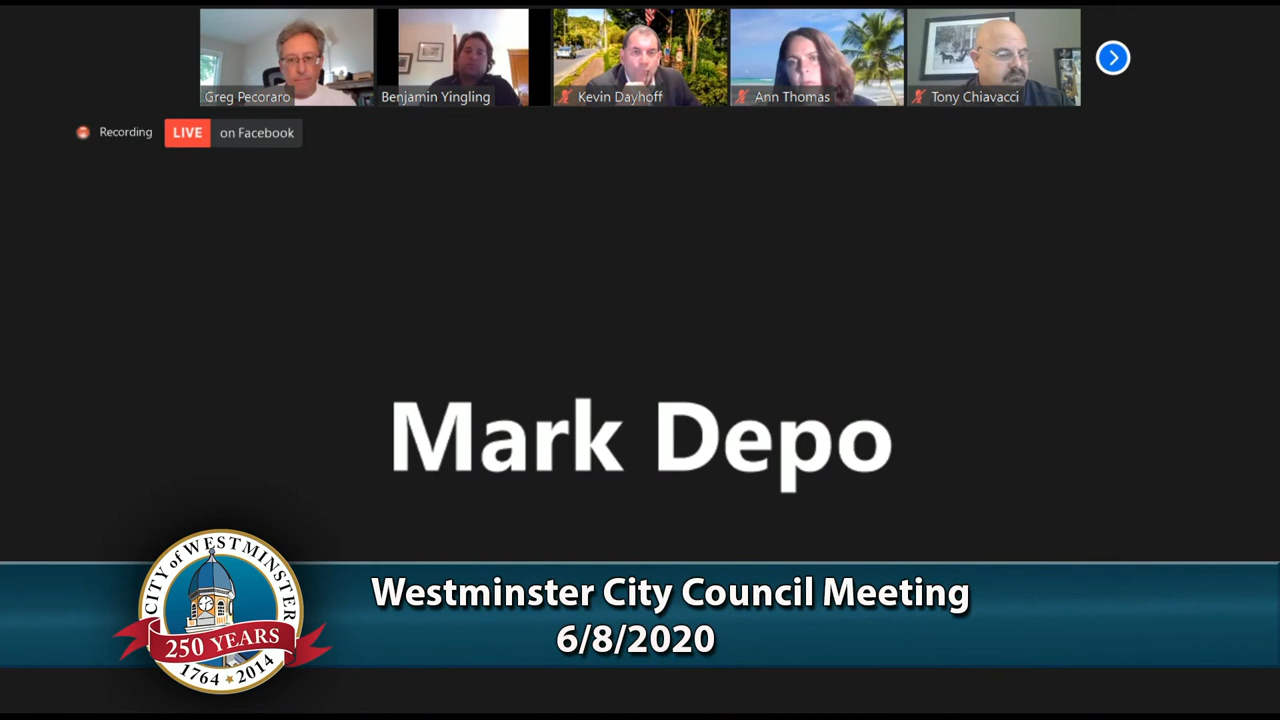 Greg Pecoraro
Benjamin Yingling
Kevin Dayhoff
Ann Thomas
Tony Chiavacci
Recording
LIVE on Facebook
Mark Depo
CITY of WESTMINSTER
250 YEARS
1764 ★ 2014
Westminster City Council Meeting
6/8/2020